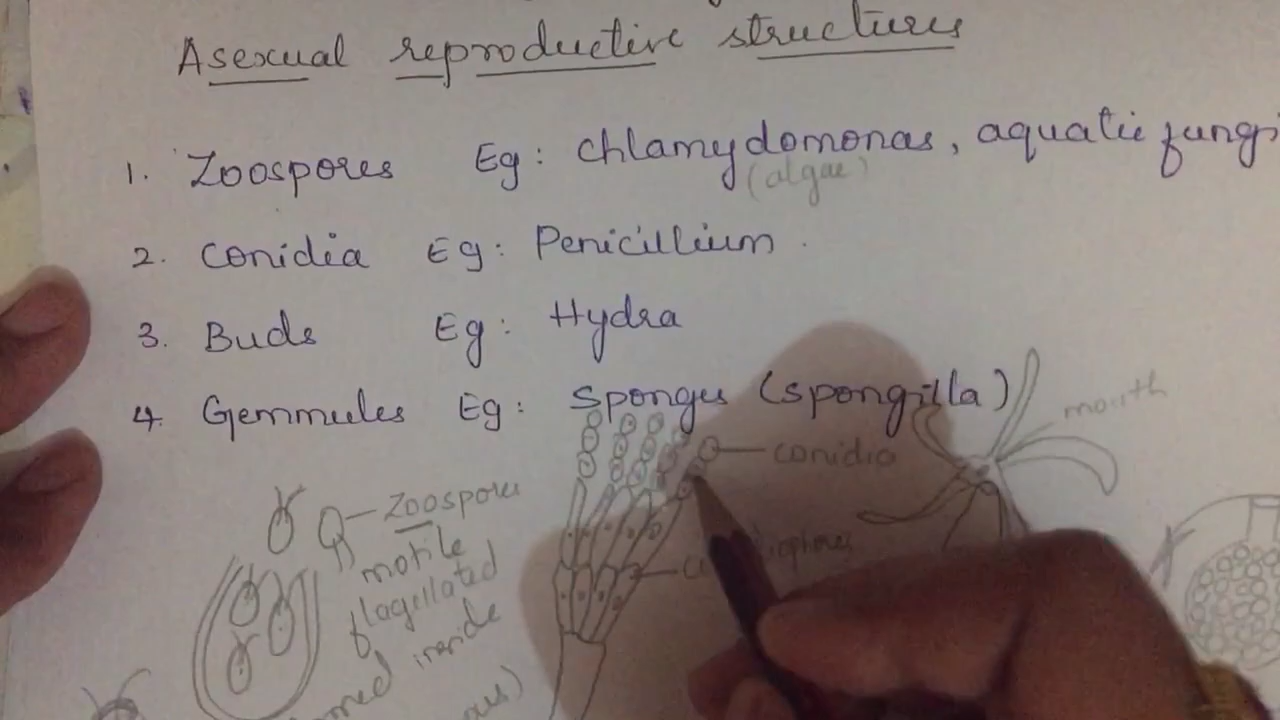 Asexual reproductive structures
1. Zoospores Eg: Chlamydomonas, aquatic fungi
(algae)
2. Conidia Eg: Penicillium.
3. Buds Eg: Hydra
4. Gemmules Eg: Sponges (spongilla)
mouth
conidia
Zoospores
motile
flagellated
inside